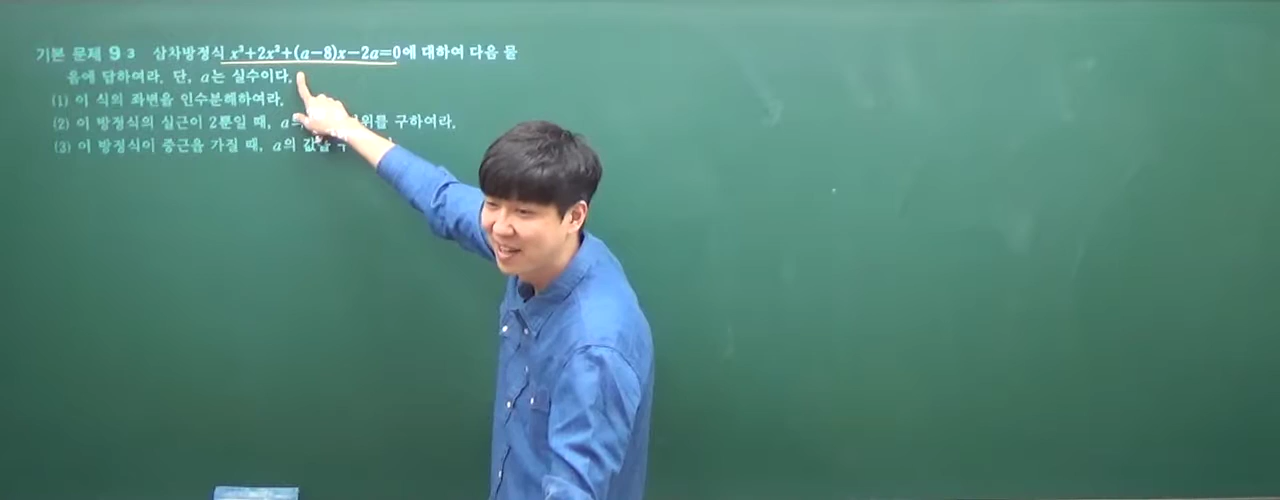 기본 문제 9 3 삼차방정식 x³+2x²+(a−8)x−2a=0에 대하여 다음 물
음에 답하여라. 단, a는 실수이다.
(1) 이 식의 좌변을 인수분해하여라.
(2) 이 방정식의 실근이 2뿐일 때, a의 위를 구하여라.
(3) 이 방정식이 중근을 가질 때, a의 값을